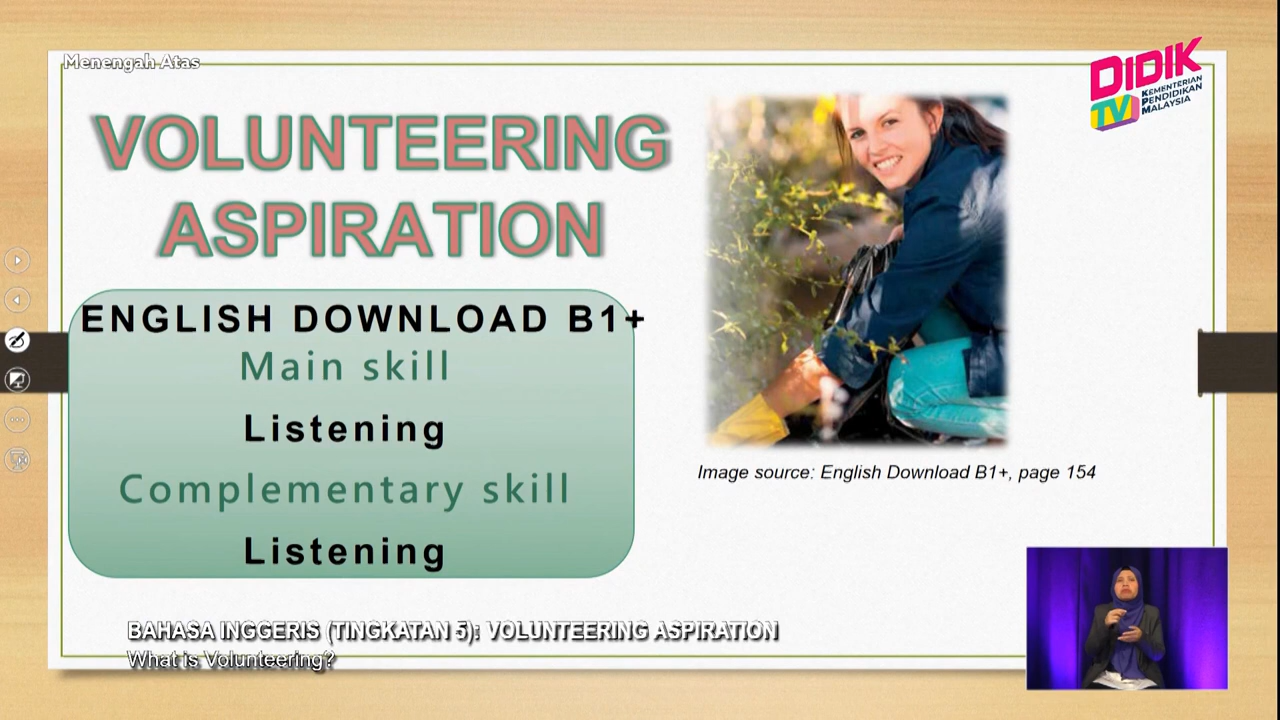 Menengah Atas
DIDIK
TV
KEMENTERIAN
PENDIDIKAN
MALAYSIA
VOLUNTEERING
ASPIRATION
ENGLISH DOWNLOAD B1+
Main skill
Listening
Complementary skill
Listening
Image source: English Download B1+, page 154
BAHASA INGGERIS (TINGKATAN 5): VOLUNTEERING ASPIRATION
What is Volunteering?